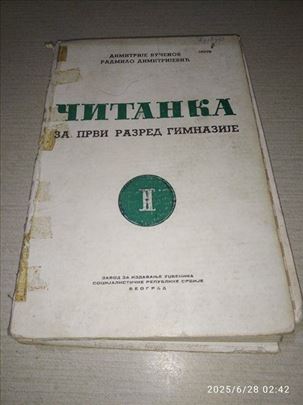 ДИМИТРИЈЕ ВУЧЕНОВ
РАДМИЛО ДИМИТРИЈЕВИЋ
ЧИТАНКА
ЗА ПРВИ РАЗРЕД ГИМНАЗИЈЕ
I
ЗАВОД ЗА ИЗДАВАЊЕ УЏБЕНИКА
СОЦИЈАЛИСТИЧКЕ РЕПУБЛИКЕ СРБИЈЕ
БЕОГРАД
2025/6/28 02:42